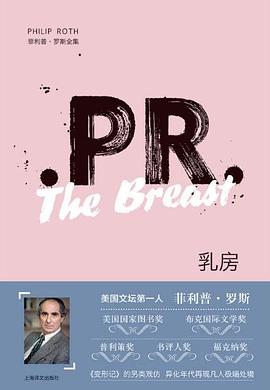 PHILIP ROTH
菲利普·罗斯全集
.PR.
The Breast
乳房
美国文坛第一人 菲利普·罗斯
美国国家图书奖 布克国际文学奖
普利策奖 书评人奖 福克纳奖
上海译文出版社
《变形记》的另类戏仿 异化年代再现凡人极端处境